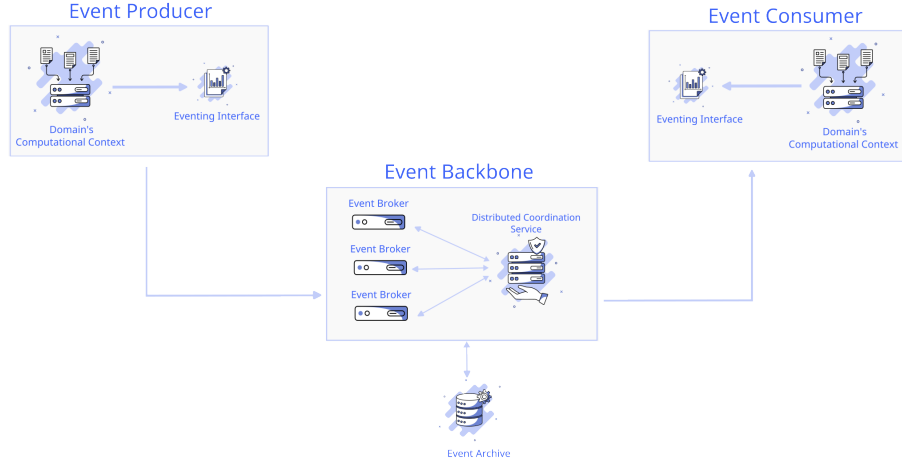 Event Producer
Domain's
Computational Context
Eventing Interface
Event Consumer
Eventing Interface
Domain's
Computational Context
Event Backbone
Event Broker
Event Broker
Event Broker
Distributed Coordination
Service
Event Archive